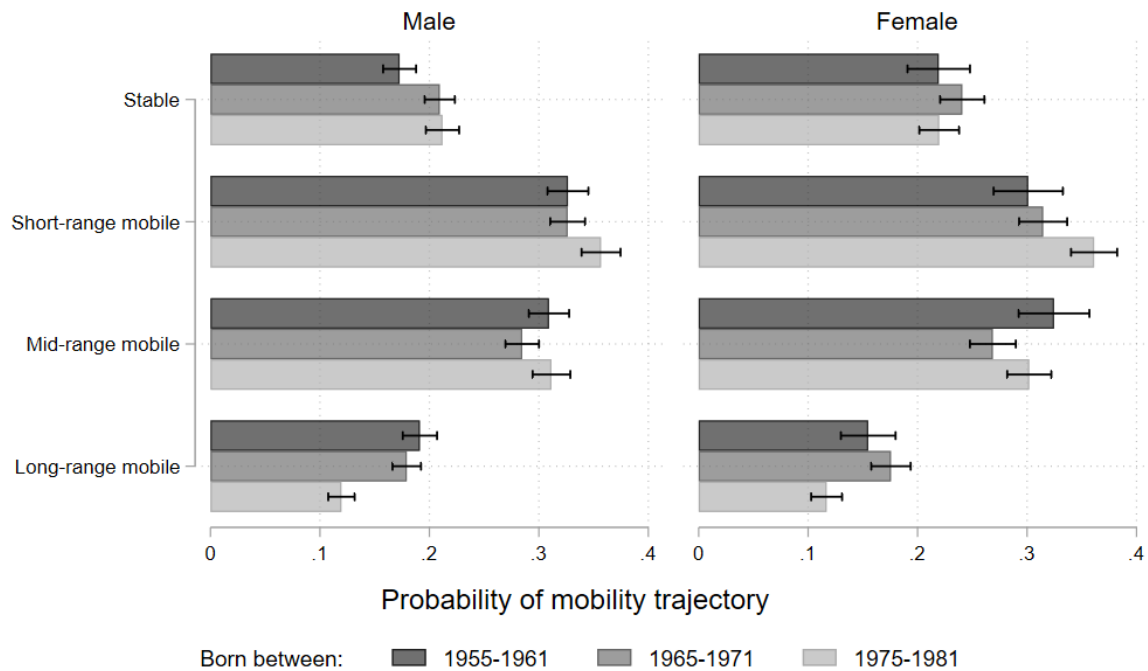 Male Female
Stable
Short-range mobile
Mid-range mobile
Long-range mobile
0 .1 .2 .3 .4 0 .1 .2 .3 .4
Probability of mobility trajectory
Born between: 1955-1961 1965-1971 1975-1981